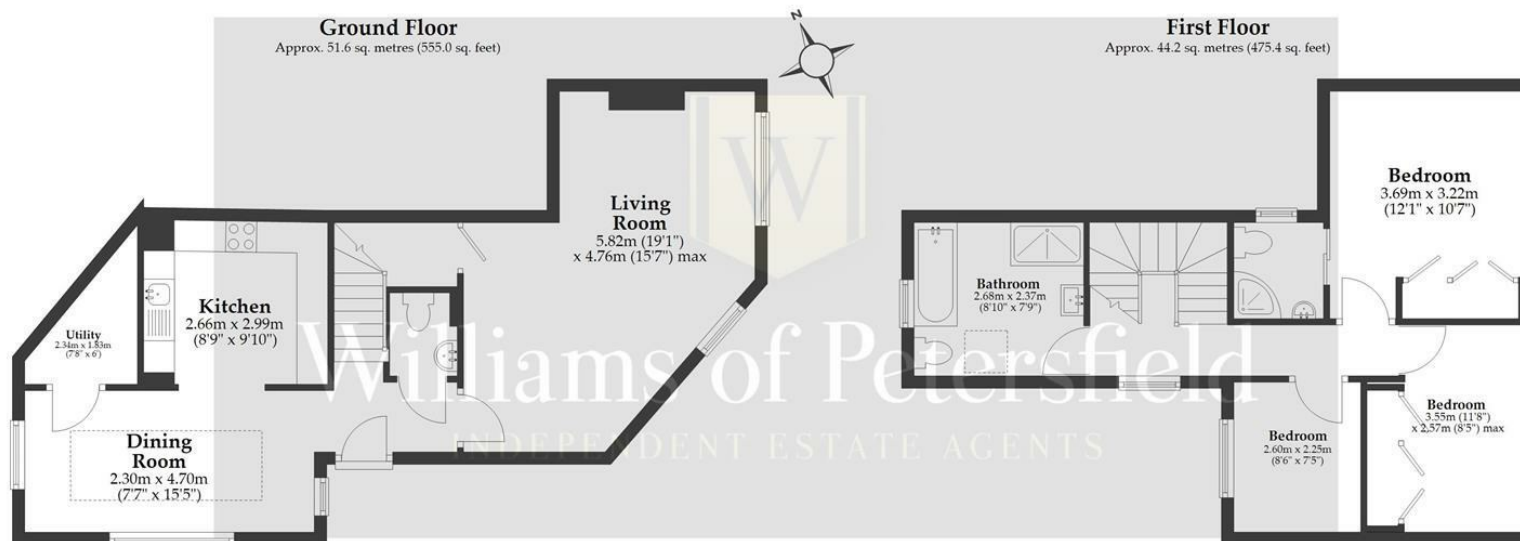 Ground Floor
Approx. 51.6 sq. metres (555.0 sq. feet)
N
First Floor
Approx. 44.2 sq. metres (475.4 sq. feet)
W
Living
Room
5.82m (19'1")
x 4.76m (15'7") max
Kitchen
2.66m x 2.99m
(8'9" x 9'10")
Utility
2.34m x 1.83m
(7'8" x 6')
Dining
Room
2.30m x 4.70m
(7'7" x 15'5")
Bedroom
3.69m x 3.22m
(12'1" x 10'7")
Bathroom
2.68m x 2.37m
(8'10" x 7'9")
Bedroom
2.60m x 2.25m
(8'6" x 7'5")
Bedroom
3.55m (11'8")
x 2.57m (8'5") max
Williams of Petersfield
INDEPENDENT ESTATE AGENTS